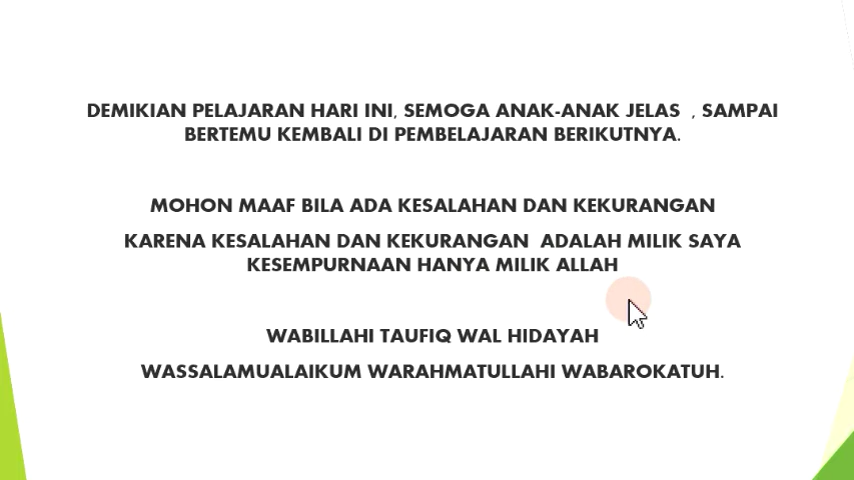 DEMIKIAN PELAJARAN HARI INI, SEMOGA ANAK-ANAK JELAS  , SAMPAI
BERTEMU KEMBALI DI PEMBELAJARAN BERIKUTNYA.
MOHON MAAF BILA ADA KESALAHAN DAN KEKURANGAN
KARENA KESALAHAN DAN KEKURANGAN  ADALAH MILIK SAYA
KESEMPURNAAN HANYA MILIK ALLAH
WABILLAHI TAUFIQ WAL HIDAYAH
WASSALAMUALAIKUM WARAHMATULLAHI WABAROKATUH.